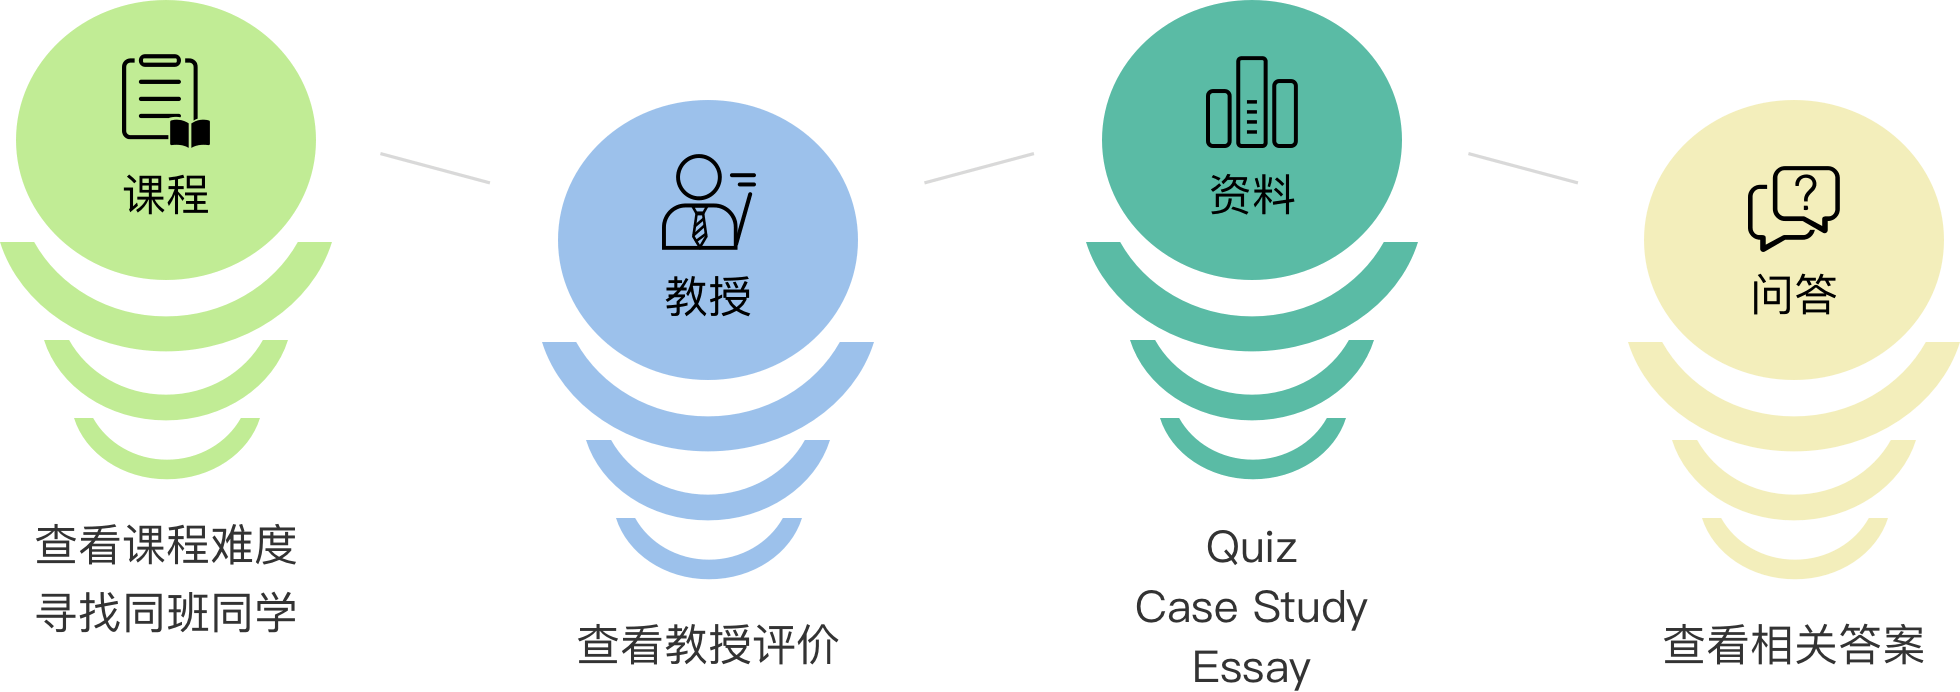 课程
查看课程难度
寻找同班同学
教授
查看教授评价
资料
Quiz
Case Study
Essay
?
问答
查看相关答案